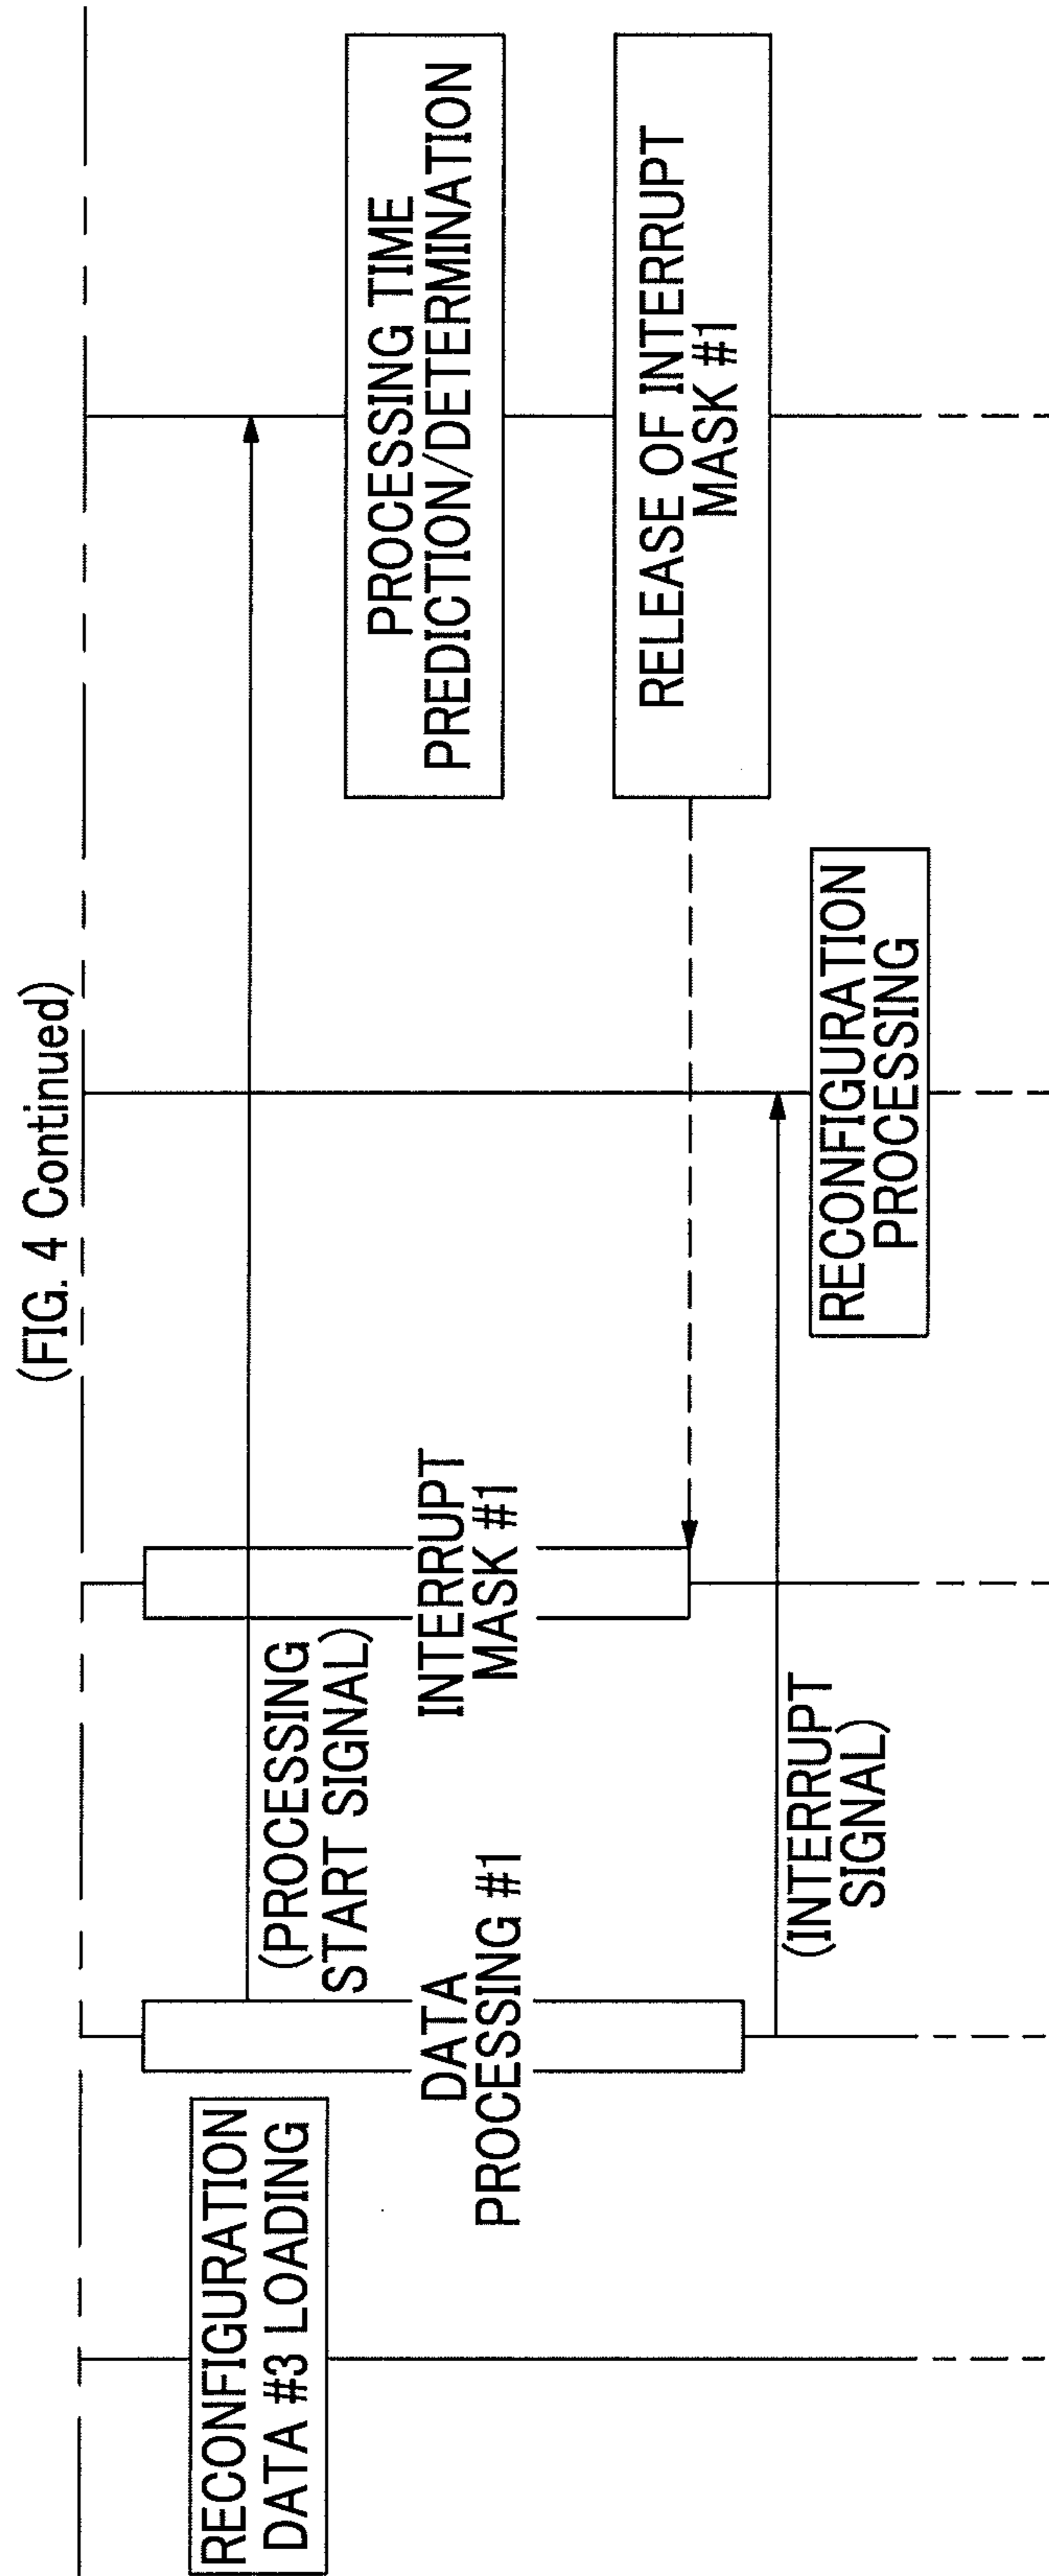 (FIG. 4 Continued)
RECONFIGURATION
DATA #3 LOADING
(PROCESSING
START SIGNAL)
PROCESSING TIME
PREDICTION/DETERMINATION
DATA
PROCESSING #1
INTERRUPT
MASK #1
RELEASE OF INTERRUPT
MASK #1
(INTERRUPT
SIGNAL)
RECONFIGURATION
PROCESSING